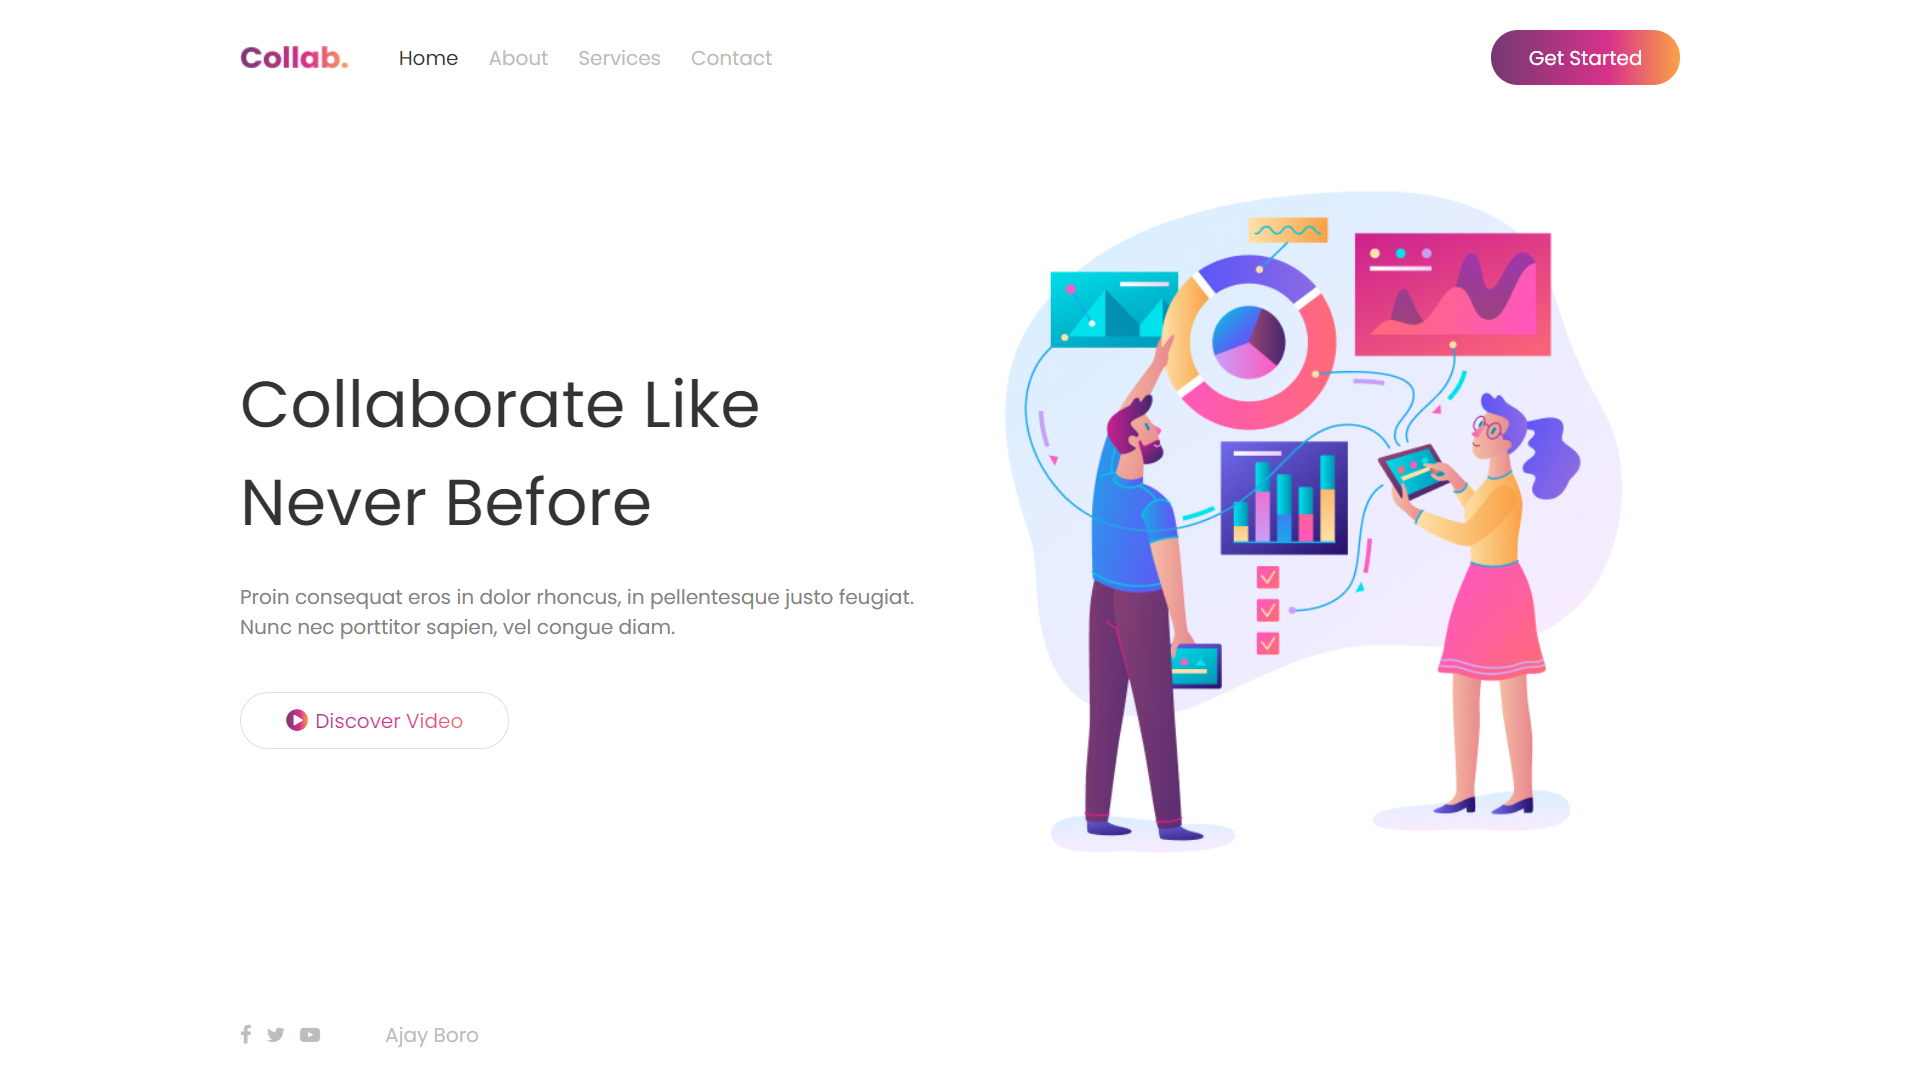 Collab.
Home
About
Services
Contact
Get Started
Collaborate Like
Never Before
Proin consequat eros in dolor rhoncus, in pellentesque justo feugiat.
Nunc nec porttitor sapien, vel congue diam.
Discover Video
Ajay Boro